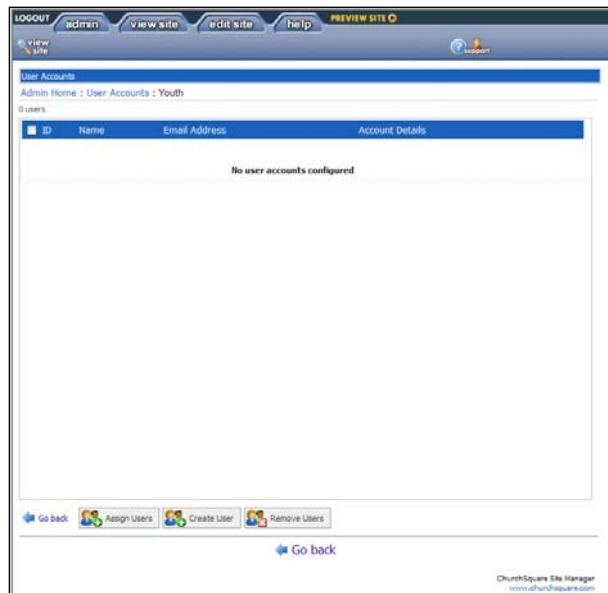 LOGOUT admin view site edit site help PREVIEW SITE
view site support
User Accounts
Admin Home : User Accounts : Youth
0 users
ID Name Email Address Account Details
No user accounts configured
Go back Assign Users Create User Remove Users
Go back
ChurchSquare Site Manager
www.churchsquare.com